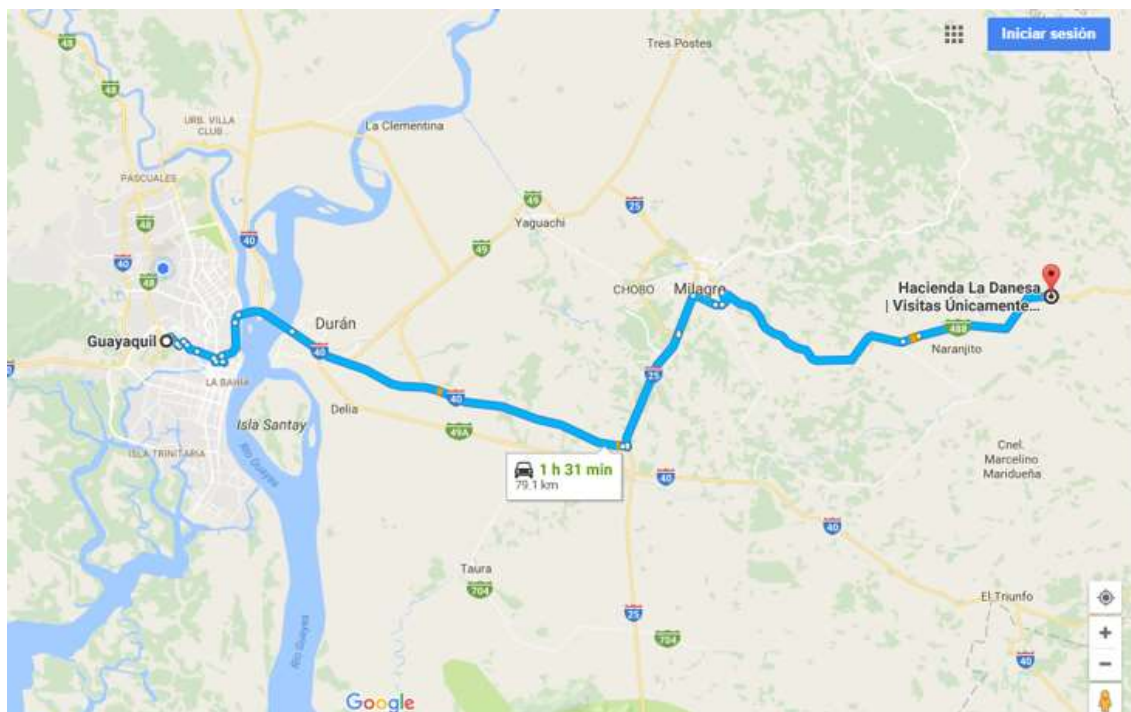 48
Tres Postes
Iniciar sesión
48
URB. VILLA
CLUB
La Clementina
PASCUALES
49
25
48
Yaguachi
40
49
40
48
CHOBO
Milagro
Hacienda La Danesa
| Visitas Únicamente...
Guayaquil
Durán
40
488
Naranjito
LA BAHÍA
25
Delia
40
Isla Santay
49A
ISLA TRINITARIA
Río Guayas
1 h 31 min
79.1 km
40
Cnel.
Marcelino
Maridueña
40
Taura
704
El Triunfo
25
704
Río Guayas
40
Google